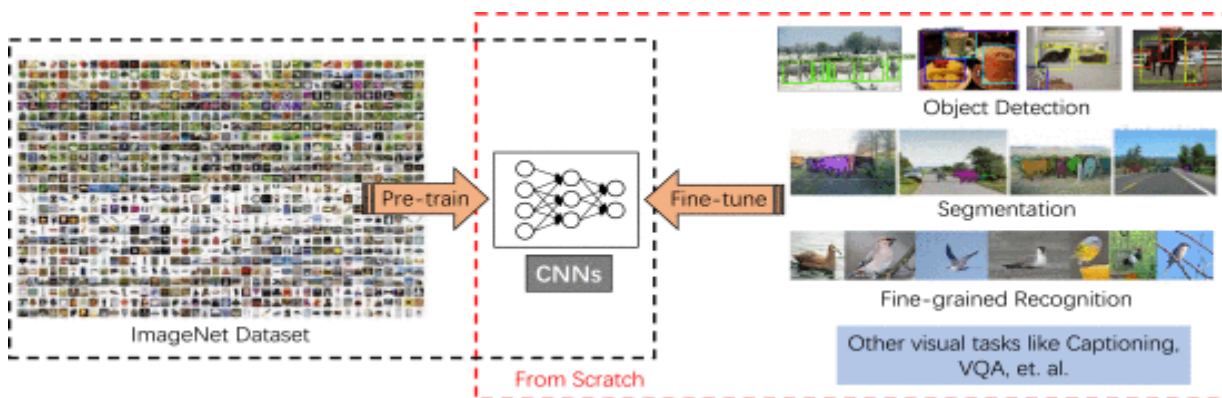 Object Detection
Pre-train
Fine-tune
Segmentation
CNNs
Fine-grained Recognition
ImageNet Dataset
Other visual tasks like Captioning,
VQA, et. al.
From Scratch